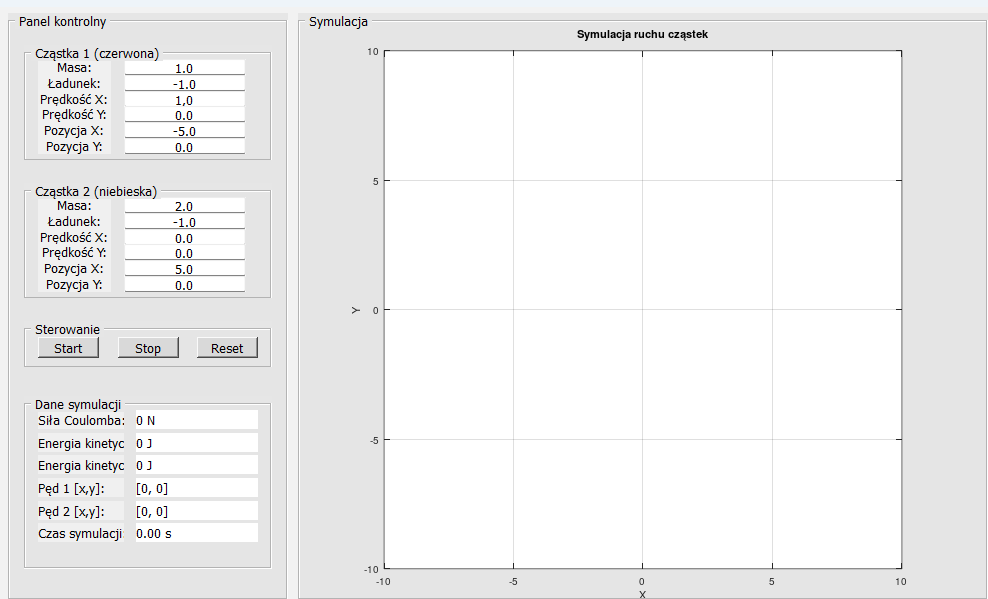 Panel kontrolny
Cząstka 1 (czerwona)
Masa: 1.0
Ładunek: -1.0
Prędkość X: 1,0
Prędkość Y: 0.0
Pozycja X: -5.0
Pozycja Y: 0.0
Cząstka 2 (niebieska)
Masa: 2.0
Ładunek: -1.0
Prędkość X: 0.0
Prędkość Y: 0.0
Pozycja X: 5.0
Pozycja Y: 0.0
Sterowanie
Start Stop Reset
Dane symulacji
Siła Coulomba: 0 N
Energia kinetyc 0 J
Energia kinetyc 0 J
Pęd 1 [x,y]: [0, 0]
Pęd 2 [x,y]: [0, 0]
Czas symulacji 0.00 s
Symulacja
Symulacja ruchu cząstek
10
5
Y 0
-5
-10
-10 -5 0 5 10
X